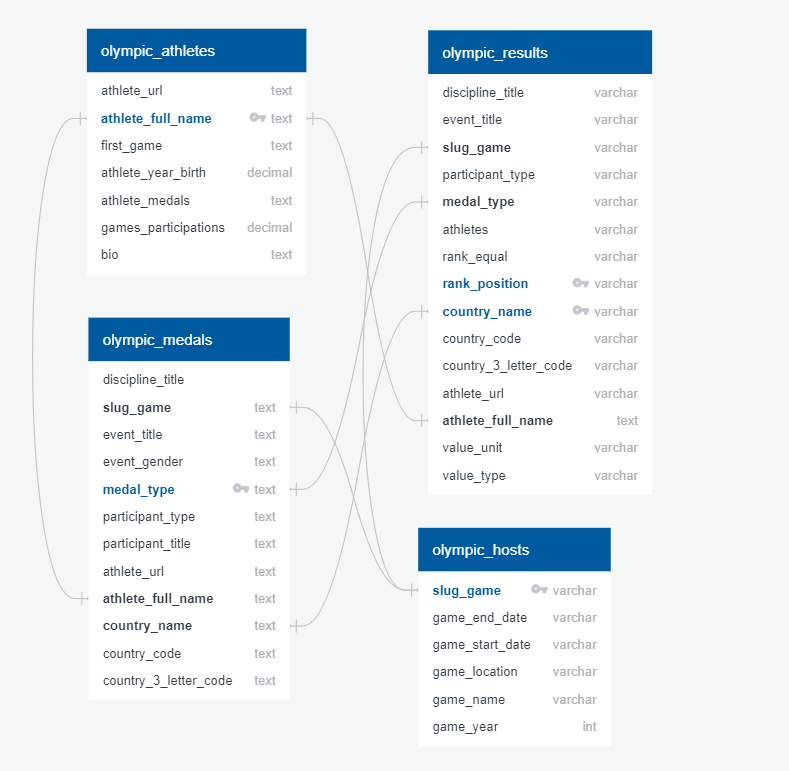 olympic_athletes
athlete_url text
athlete_full_name text
first_game text
athlete_year_birth decimal
athlete_medals text
games_participations decimal
bio text
olympic_medals
discipline_title
slug_game text
event_title text
event_gender text
medal_type text
participant_type text
participant_title text
athlete_url text
athlete_full_name text
country_name text
country_code text
country_3_letter_code text
olympic_results
discipline_title varchar
event_title varchar
slug_game varchar
participant_type varchar
medal_type varchar
athletes varchar
rank_equal varchar
rank_position varchar
country_name varchar
country_code varchar
country_3_letter_code varchar
athlete_url varchar
athlete_full_name text
value_unit varchar
value_type varchar
olympic_hosts
slug_game varchar
game_end_date varchar
game_start_date varchar
game_location varchar
game_name varchar
game_year int